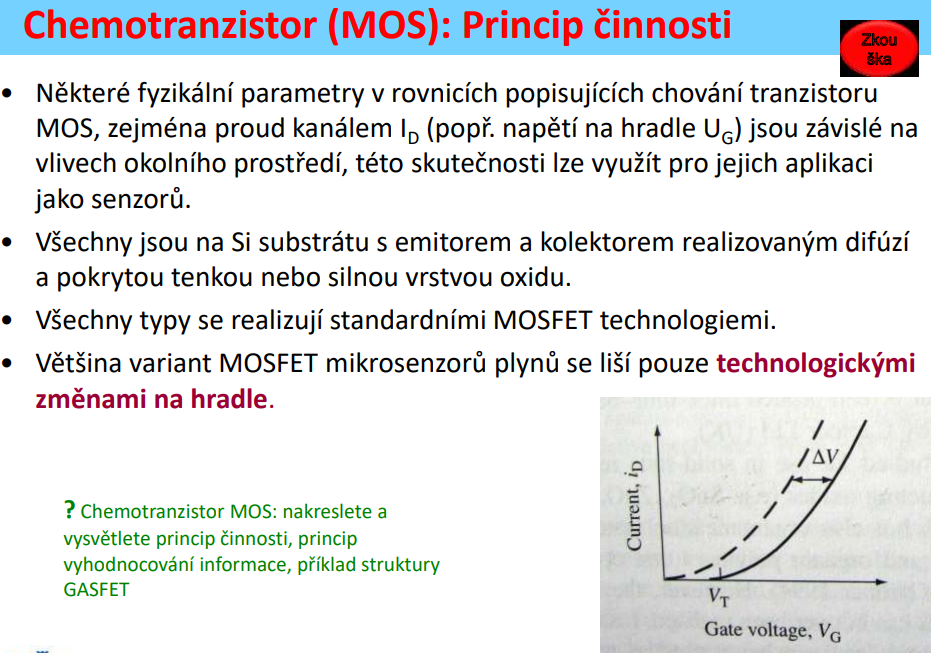 Chemotranzistor (MOS): Princip činnosti
Zkou
ška
• Některé fyzikální parametry v rovnicích popisujících chování tranzistoru
MOS, zejména proud kanálem I_D (popř. napětí na hradle U_G) jsou závislé na
vlivech okolního prostředí, této skutečnosti lze využít pro jejich aplikaci
jako senzorů.
• Všechny jsou na Si substrátu s emitorem a kolektorem realizovaným difúzí
a pokrytou tenkou nebo silnou vrstvou oxidu.
• Všechny typy se realizují standardními MOSFET technologiemi.
• Většina variant MOSFET mikrosenzorů plynů se liší pouze technologickými
změnami na hradle.
? Chemotranzistor MOS: nakreslete a
vysvětlete princip činnosti, princip
vyhodnocování informace, příklad struktury
GASFET
Current, i_D
ΔV
V_T
Gate voltage, V_G